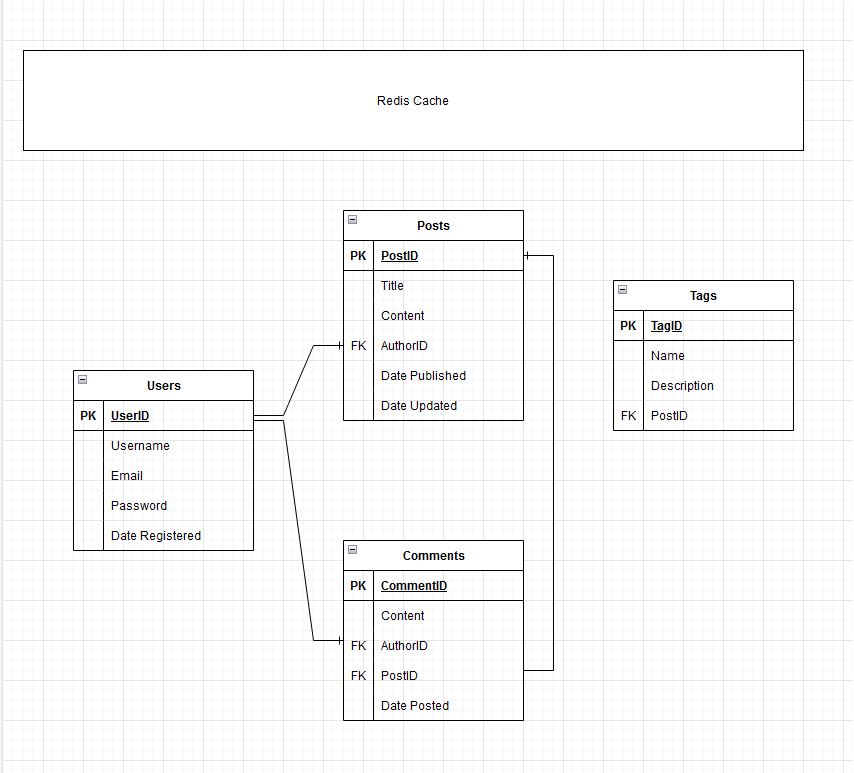 Redis Cache
Posts
PK PostID
Title
Content
FK AuthorID
Date Published
Date Updated
Tags
PK TagID
Name
Description
FK PostID
Users
PK UserID
Username
Email
Password
Date Registered
Comments
PK CommentID
Content
FK AuthorID
FK PostID
Date Posted